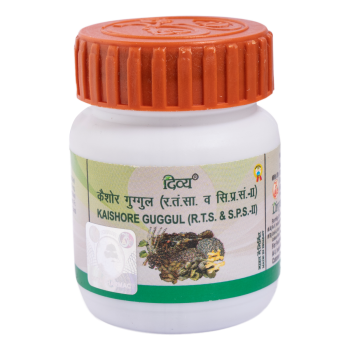 दिव्य®
कैशोर गुग्गुल (र.तं.सा. व सि.प्र.सं.-II)
KAISHORE GUGGUL (R.T.S. & S.P.S.-II)